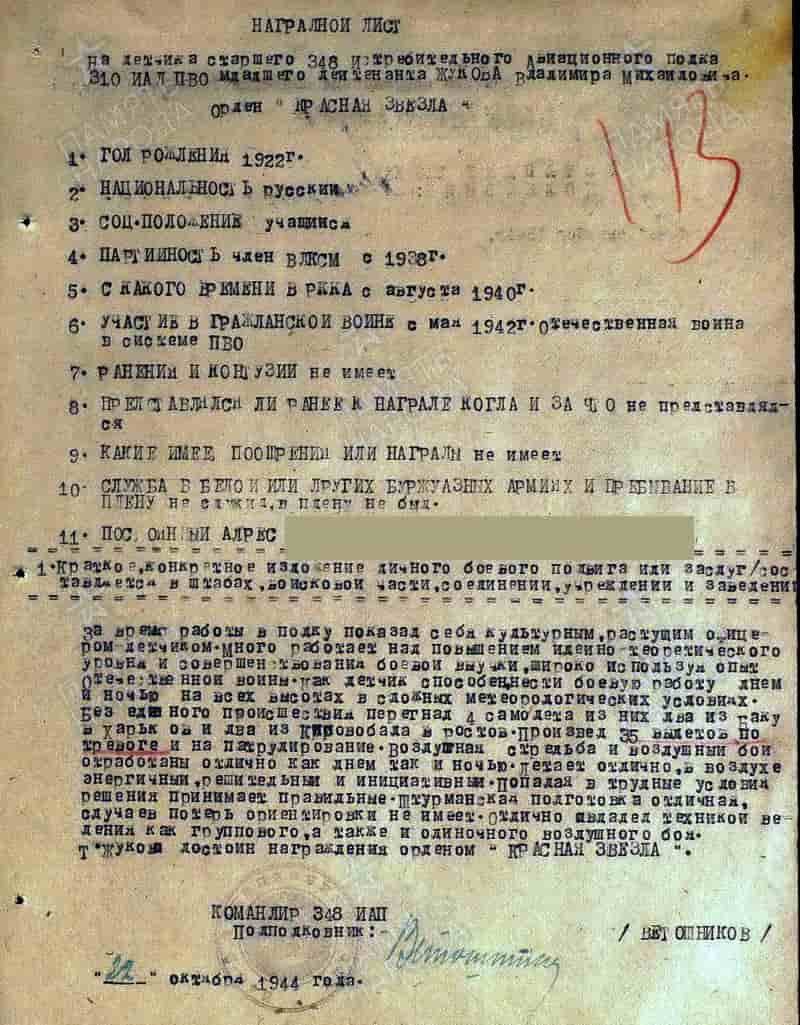 НАГРАДНОЙ ЛИСТ
на летчика старшего 348 истребительного Авиационного полка
310 ИАД ПВО младшего лейтенанта ЖУКОВА Владимира Михайловича.
орден " КРАСНАЯ ЗВЕЗДА "
113
1. ГОД РОЖДЕНИЯ 1922г.
2. НАЦИОНАЛЬНОСТЬ русский
3. СОЦ.ПОЛОЖЕНИЕ учащийся
4. ПАРТИЙНОСТЬ член ВЛКСМ с 1938г.
5. С КАКОГО ВРЕМЕНИ В РККА с августа 1940г.
6. УЧАСТИЕ В ГРАЖДАНСКОЙ ВОЙНЕ с мая 1942г.Отечественная война
в системе ПВО
7. РАНЕНИЯ И КОНТУЗИИ не имеет
8. ПРЕДСТАВЛЯЛСЯ ЛИ РАНЕЕ К НАГРАДЕ КОГДА И ЗА ЧТО не представлял-
ся
9. КАКИЕ ИМЕЕТ ПООЩРЕНИЯ ИЛИ НАГРАДЫ не имеет
10. СЛУЖБА В БЕЛОЙ ИЛИ ДРУГИХ БУРЖУАЗНЫХ АРМИЯХ И ПРЕБЫВАНИЕ В
ПЛЕНУ не служил,в плену не был.
11. ПОСТОЯННЫЙ АДРЕС
1.Краткое,конкретное изложение личного боевого подвига или заслуг/сос
тавляется в штабах,войсковой части,соединении,учреждении и заведении
За время работы в полку показал себя культурным,растущим офице-
ром-летчиком.Много работает над повышением идейно-теоретического
уровня и совершенствования боевой выучки,широко используя опыт
Отечественной войны.как летчик способен нести боевую работу днем
и ночью на всех высотах в сложных метеорологических условиях.
Без единого происшествия перегнал 4 самолета из них два из Баку
в Харьков и два из Кировобада в Ростов.Произвел 35 вылетов по
тревоге и на патрулирование.Воздушная стрельба и воздушный бой
отработаны отлично как днем так и ночью.Летает отлично,в воздухе
энергичный,решительный и инициативный.Попадая в трудные условия
решения принимает правильные.Штурманская подготовка отличная,
случаев потерь ориентировки не имеет.Отлично овладел техникой ве-
дения как группового,а также и одиночного воздушного боя.
Т.Жуков достоин награждения орденом " КРАСНАЯ ЗВЕЗДА ".
КОМАНДИР 348 ИАП
Подполковник:-
/ ВЕТОШНИКОВ /
"22" октября 1944 года.